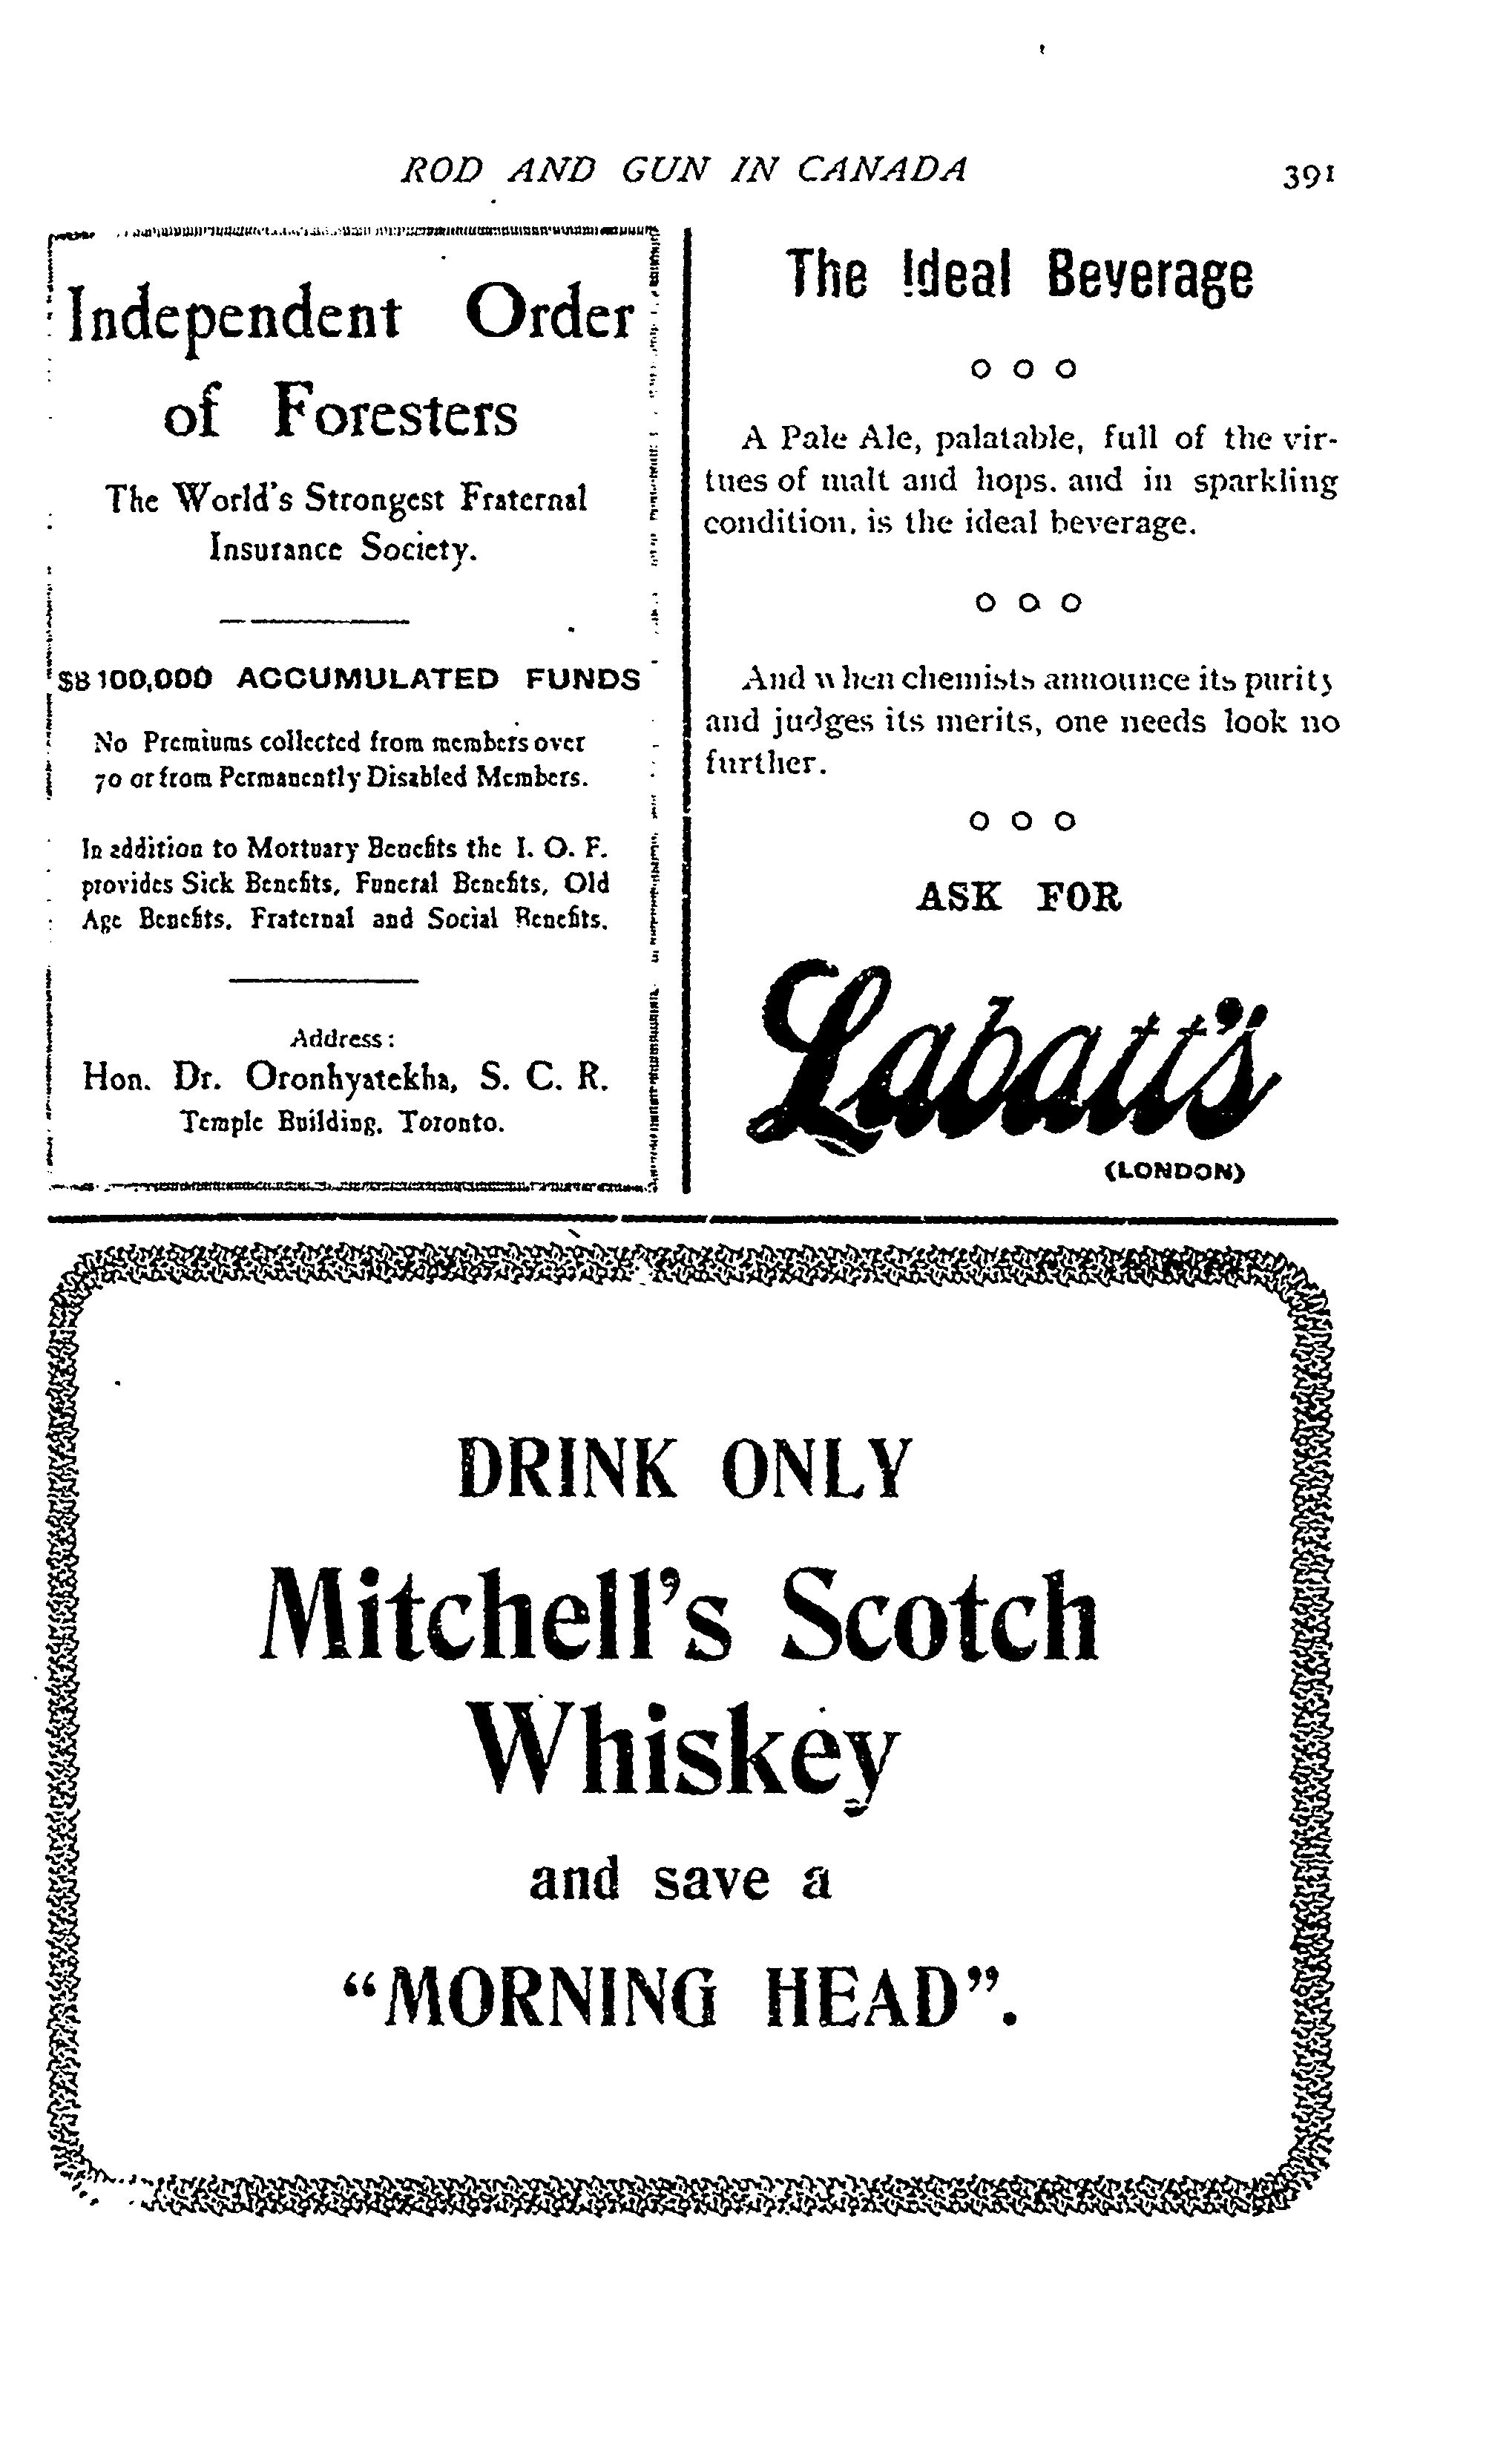 ROD AND GUN IN CANADA 391
Independent Order
of Foresters
The World's Strongest Fraternal
Insurance Society.
$8 100,000 ACCUMULATED FUNDS
No Premiums collected from members over
70 or from Permanently Disabled Members.
In addition to Mortuary Benefits the I. O. F.
provides Sick Benefits, Funeral Benefits, Old
Age Benefits, Fraternal and Social Benefits.
Address:
Hon. Dr. Oronhyatekha, S. C. R.
Temple Building, Toronto.
The Ideal Beverage
o o o
A Pale Ale, palatable, full of the vir-
tues of malt and hops, and in sparkling
condition, is the ideal beverage.
o o o
And when chemists announce its purity
and judges its merits, one needs look no
further.
o o o
ASK FOR
Labatt's
(LONDON)
DRINK ONLY
Mitchell's Scotch
Whiskey
and save a
"MORNING HEAD".